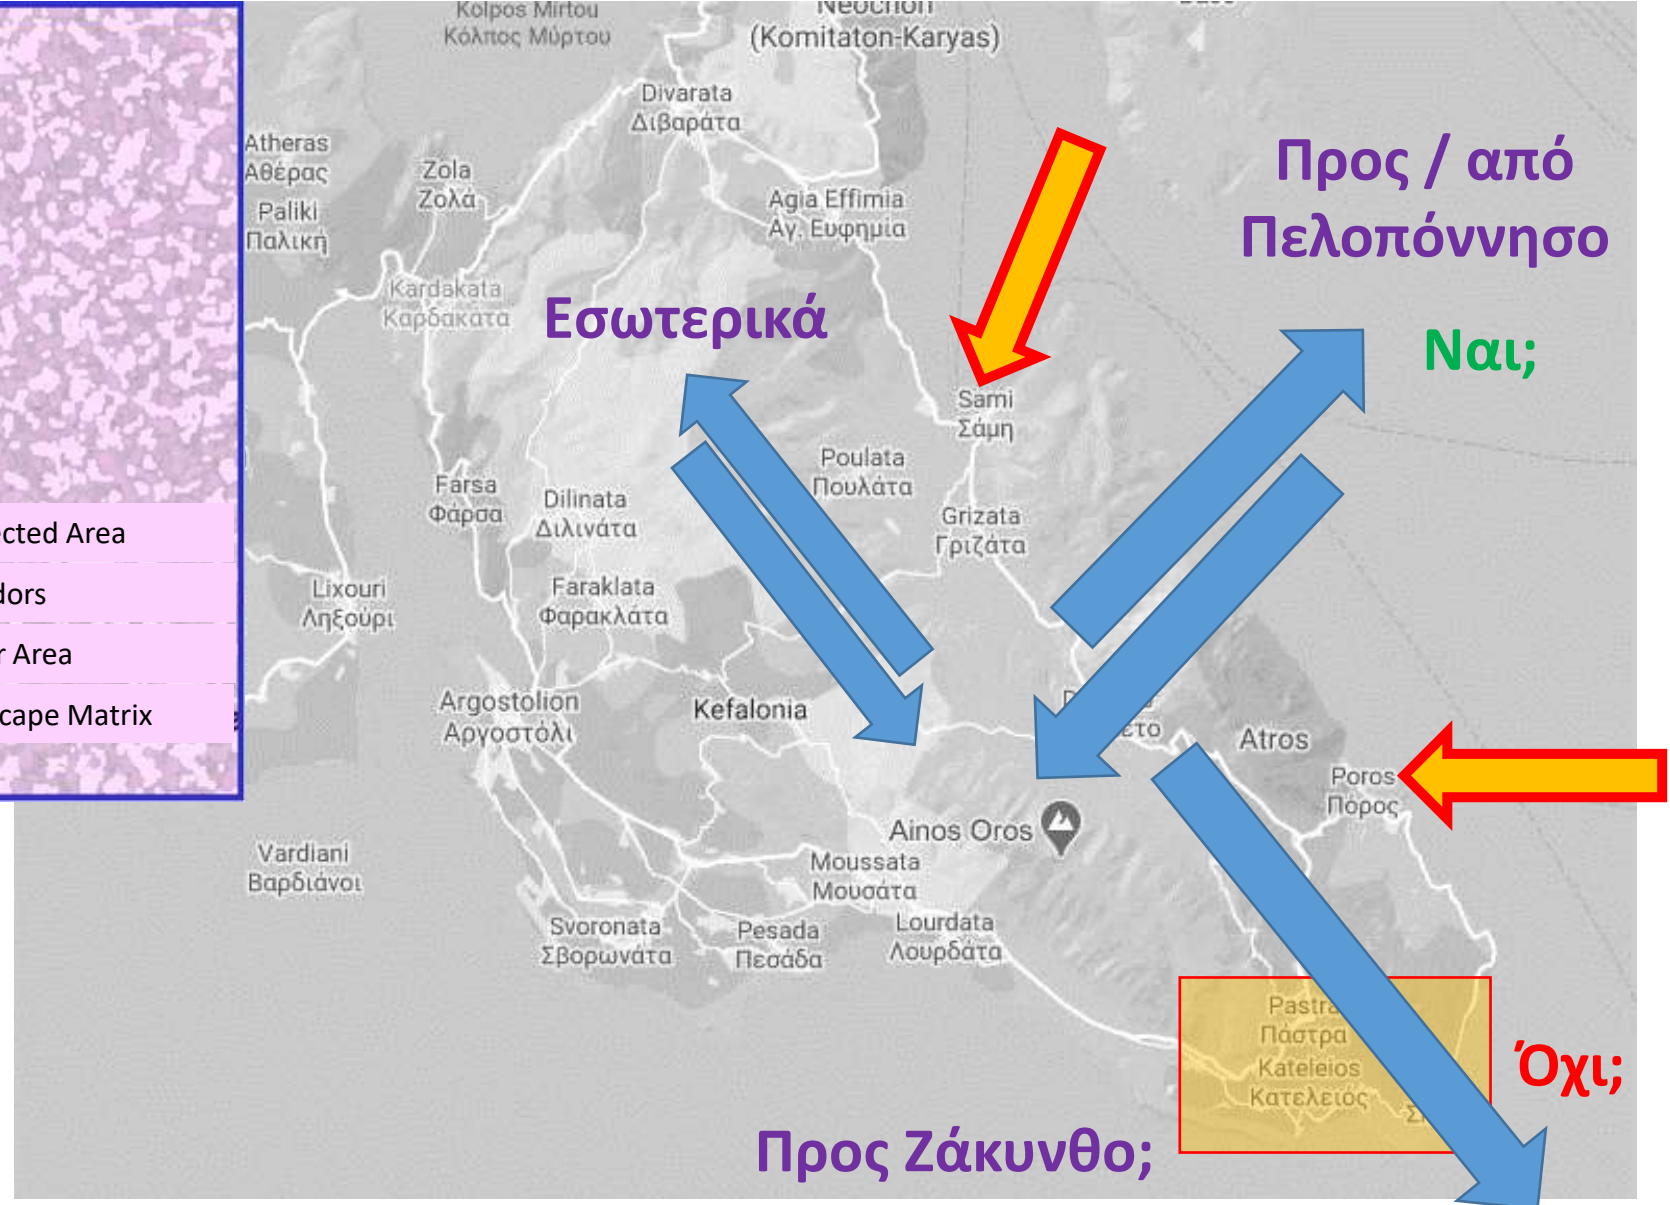 Kolpos Mirtou
Κόλπος Μύρτου
Neochori
(Komitaton-Karyas)
Divarata
Διβαράτα
Atheras
Αθέρας
Zola
Ζολά
Paliki
Παλική
Agia Effimia
Αγ. Ευφημία
Προς / από
Πελοπόννησο
Kardakata
Καρδακάτα
Εσωτερικά
Ναι;
Sami
Σάμη
Poulata
Πουλάτα
Farsa
Φάρσα
Dilinata
Διλινάτα
Grizata
Γριζάτα
cted Area
dors
r Area
cape Matrix
Lixouri
Ληξούρι
Faraklata
Φαρακλάτα
Argostolion
Αργοστόλι
Kefalonia
ετο
Atros
Poros
Πόρος
Ainos Oros
Vardiani
Βαρδιάνοι
Moussata
Μουσάτα
Svoronata
Σβορωνάτα
Pesada
Πεσάδα
Lourdata
Λουρδάτα
Pastra
Πάστρα
Kateleios
Κατελειός
Όχι;
Προς Ζάκυνθο;